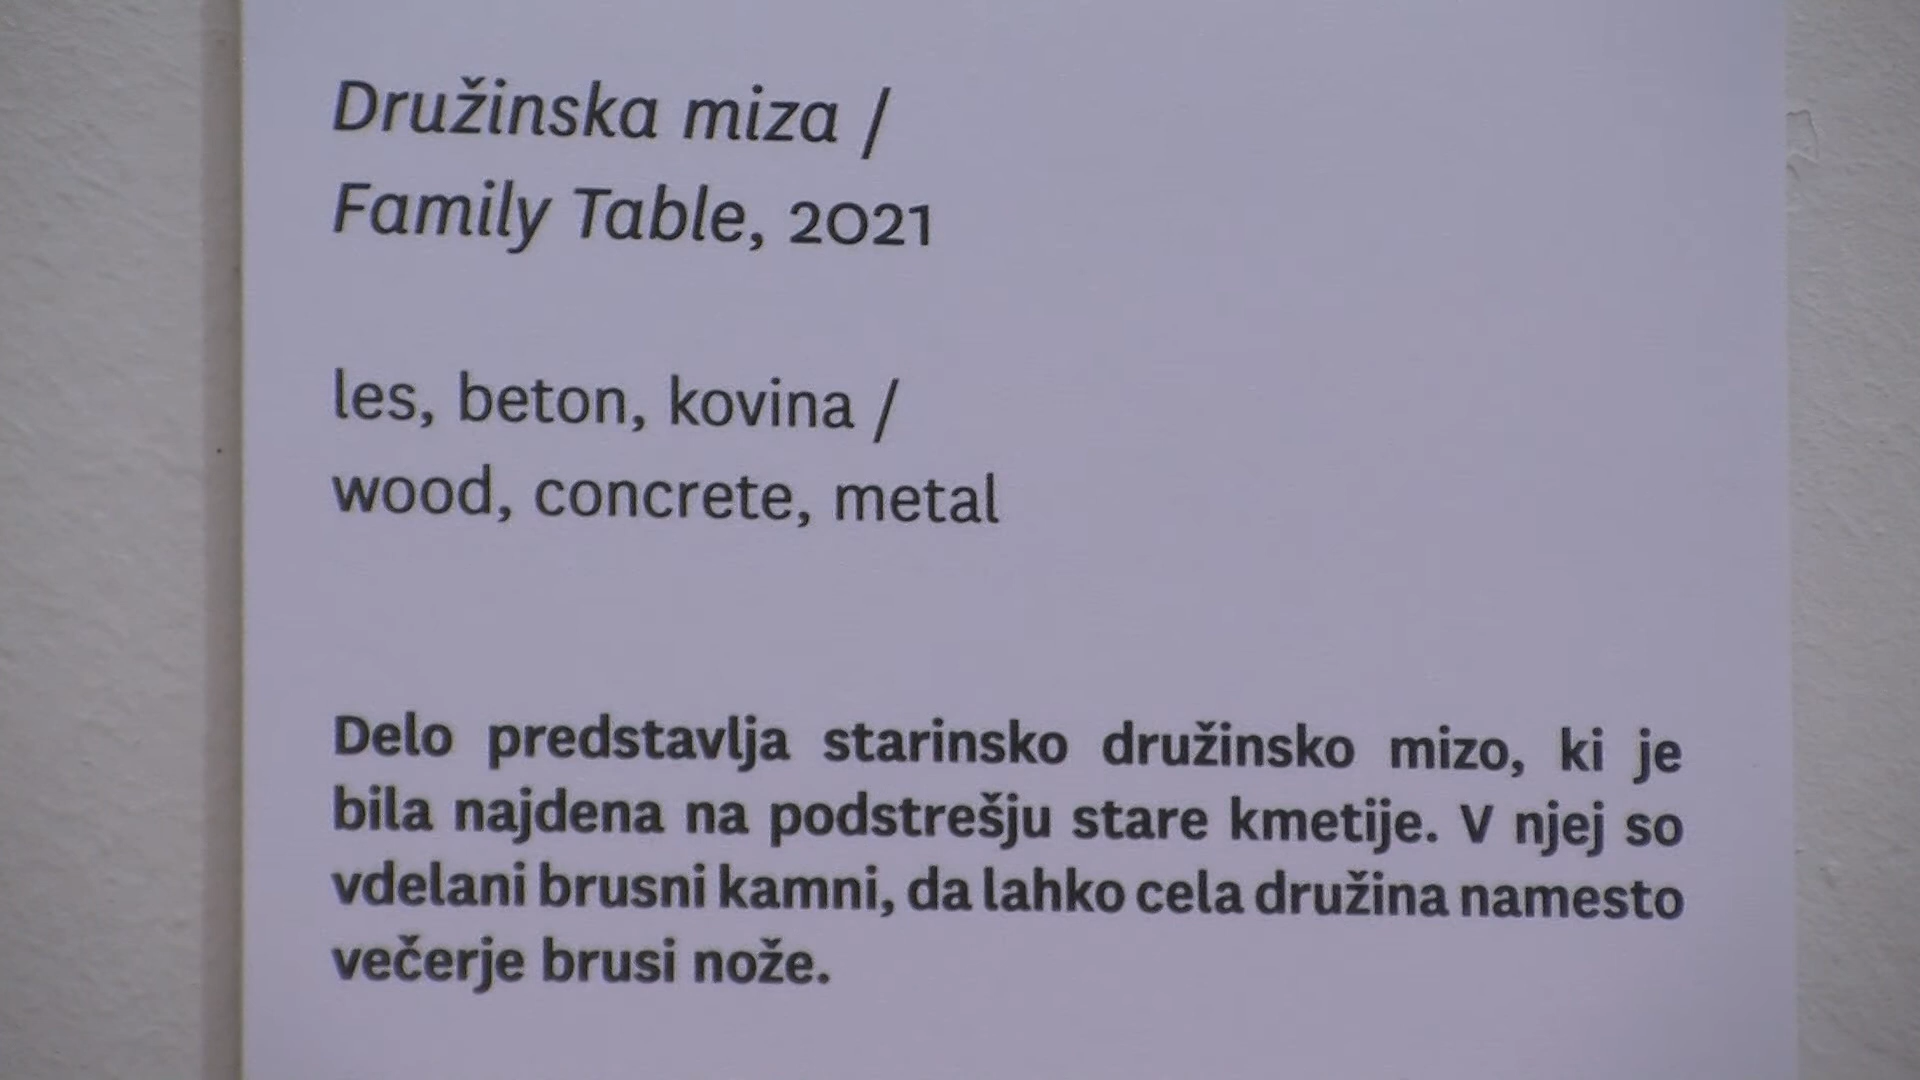 Družinska miza /
Family Table, 2021
les, beton, kovina /
wood, concrete, metal
Delo predstavlja starinsko družinsko mizo, ki je
bila najdena na podstrešju stare kmetije. V njej so
vdelani brusni kamni, da lahko cela družina namesto
večerje brusi nože.